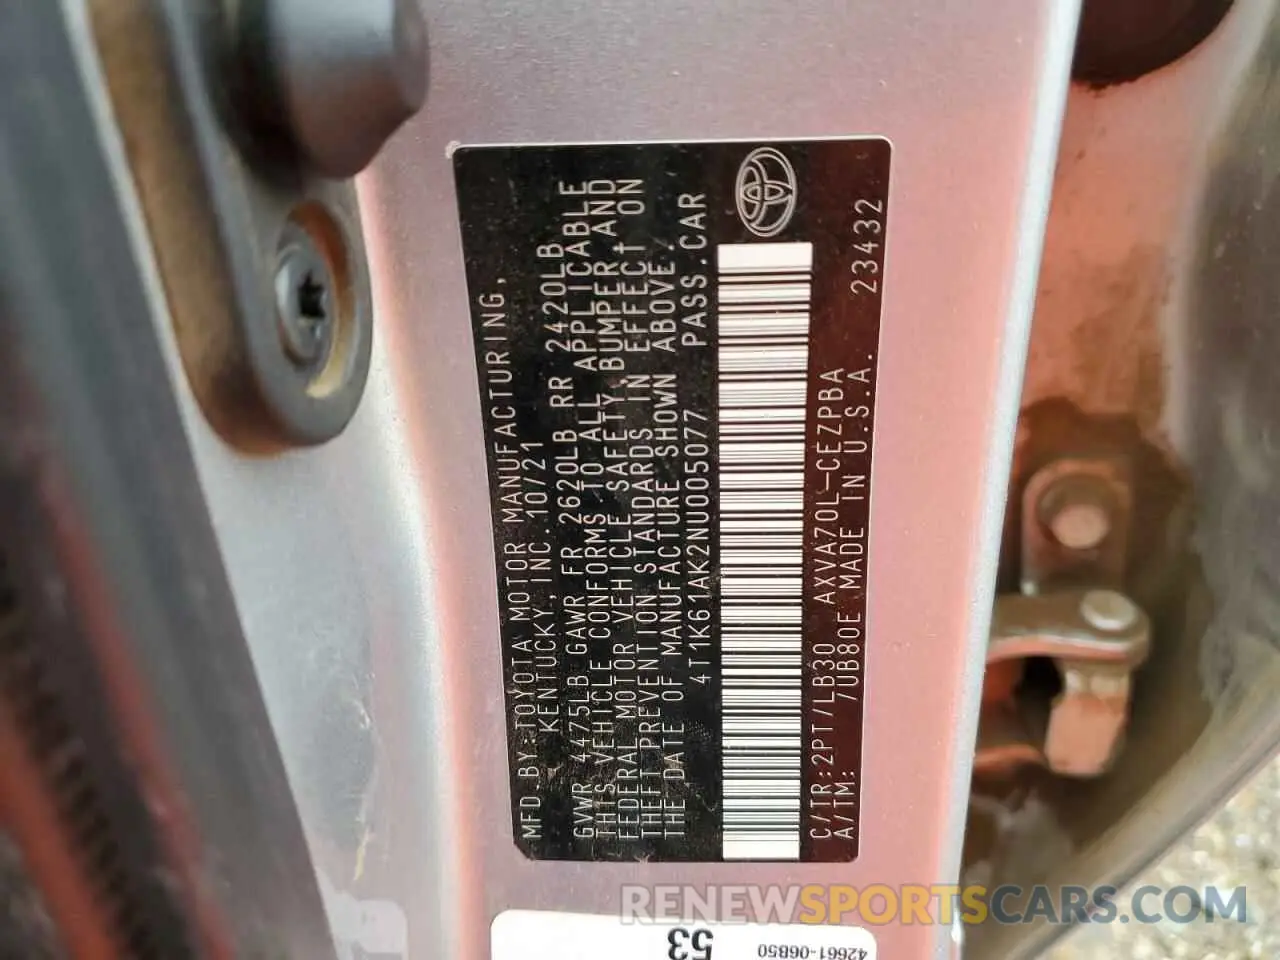 MFD.BY:TOYOTA MOTOR MANUFACTURING,
KENTUCKY,INC.10/21
GVWR 4475LB GAWR FR 2620LB RR 2420LB
THIS VEHICLE CONFORMS TO ALL APPLICABLE
FEDERAL MOTOR VEHICLE SAFETY,BUMPER,AND
THEFT PREVENTION STANDARDS IN EFFECT ON
THE DATE OF MANUFACTURE SHOWN ABOVE.
4T1K61AK2NU005077 PASS.CAR
C/TR:2PT/LB30 AXVA70L-CEZPBA
A/TM: /UB80E MADE IN U.S.A. 23432
53
42661-06B50
RENEWSPORTSCARS.COM